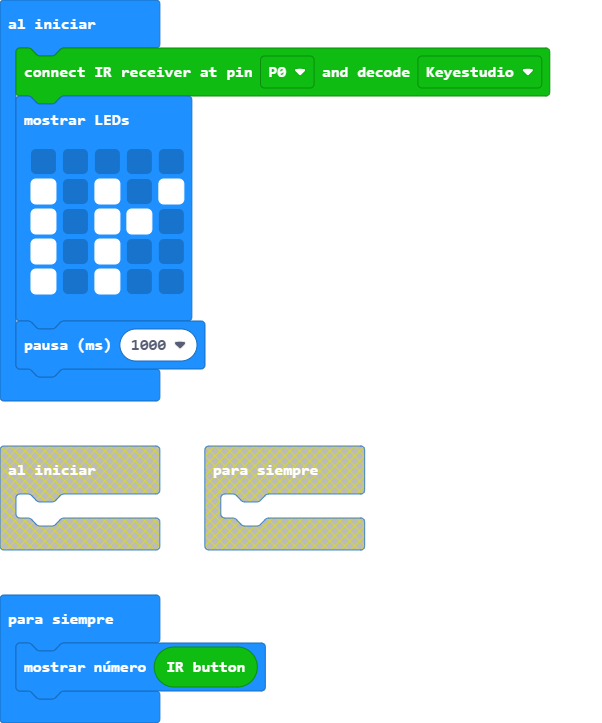 al iniciar
connect IR receiver at pin P0 and decode Keyestudio
mostrar LEDs
pausa (ms) 1000
al iniciar
para siempre
para siempre
mostrar número IR button